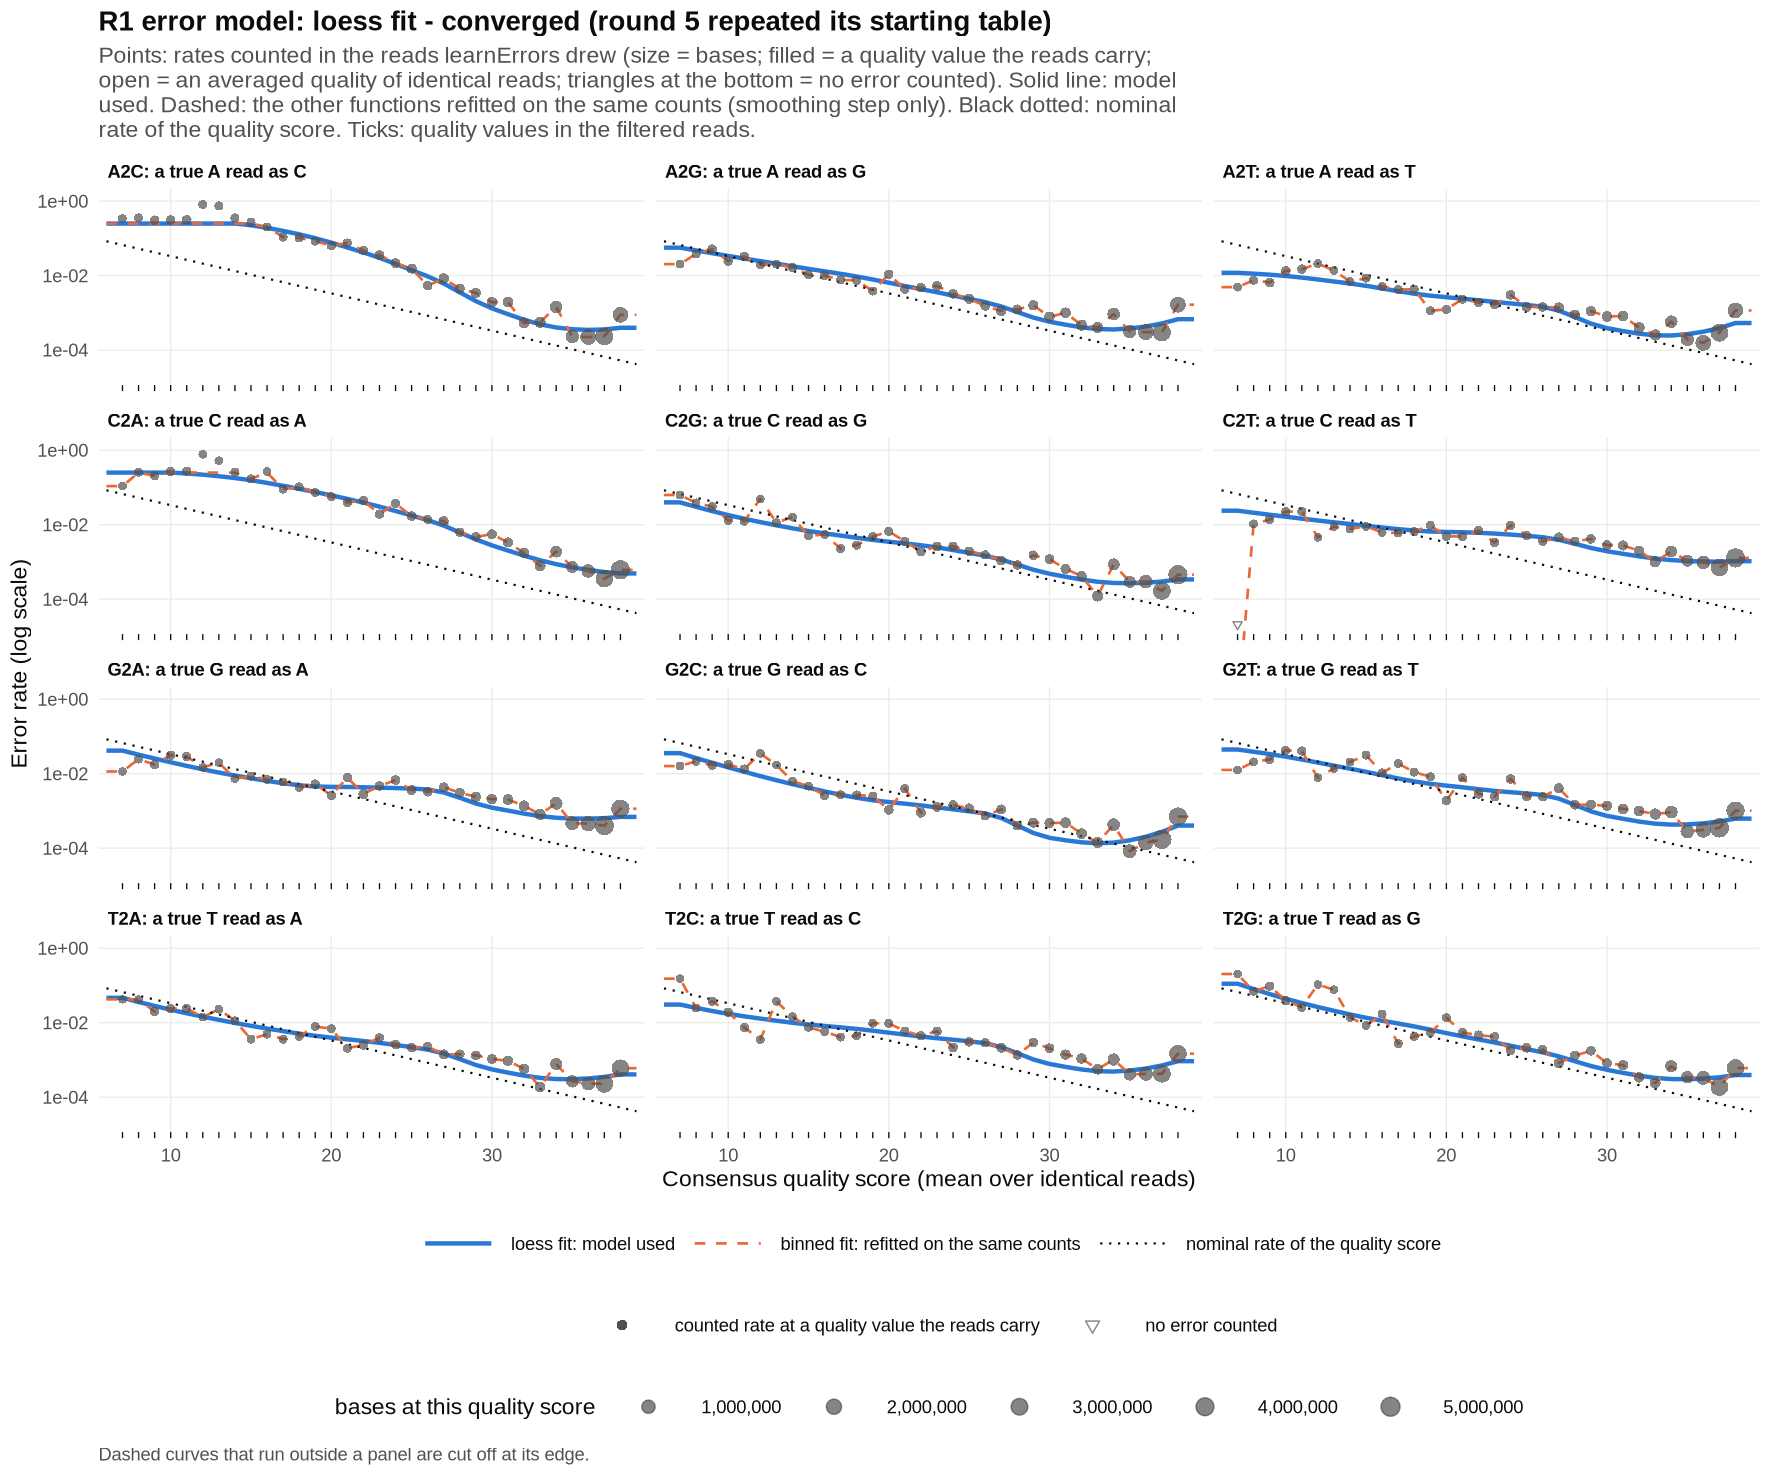 R1 error model: loess fit - converged (round 5 repeated its starting table)
Points: rates counted in the reads learnErrors drew (size = bases; filled = a quality value the reads carry;
open = an averaged quality of identical reads; triangles at the bottom = no error counted). Solid line: model
used. Dashed: the other functions refitted on the same counts (smoothing step only). Black dotted: nominal
rate of the quality score. Ticks: quality values in the filtered reads.
A2C: a true A read as C
A2G: a true A read as G
A2T: a true A read as T
1e+00
1e-02
1e-04
C2A: a true C read as A
C2G: a true C read as G
C2T: a true C read as T
1e+00
1e-02
1e-04
Error rate (log scale)
G2A: a true G read as A
G2C: a true G read as C
G2T: a true G read as T
1e+00
1e-02
1e-04
T2A: a true T read as A
T2C: a true T read as C
T2G: a true T read as G
1e+00
1e-02
1e-04
10 20 30
10 20 30
10 20 30
Consensus quality score (mean over identical reads)
loess fit: model used
binned fit: refitted on the same counts
nominal rate of the quality score
counted rate at a quality value the reads carry
no error counted
bases at this quality score
1,000,000
2,000,000
3,000,000
4,000,000
5,000,000
Dashed curves that run outside a panel are cut off at its edge.